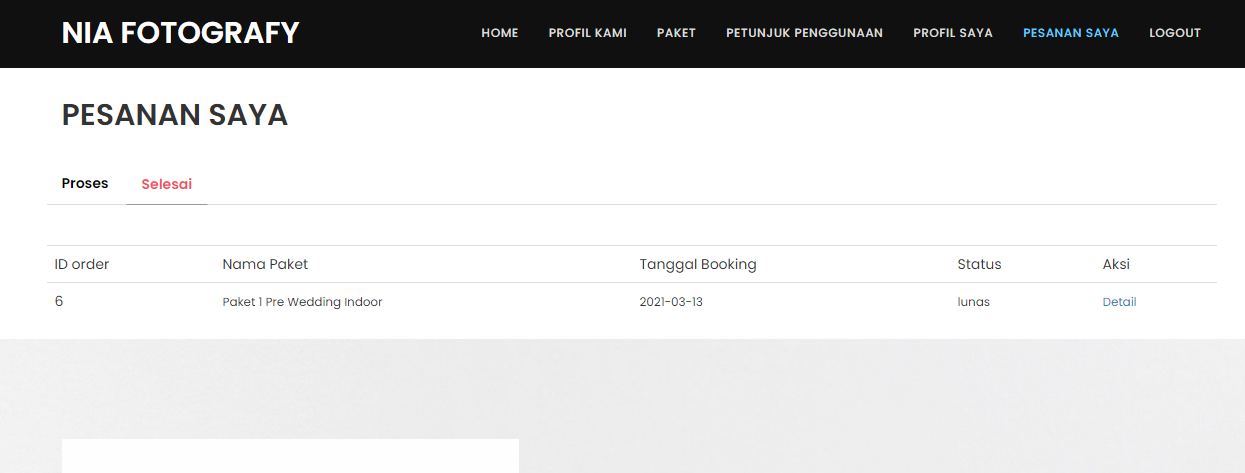 NIA FOTOGRAFY HOME PROFIL KAMI PAKET PETUNJUK PENGGUNAAN PROFIL SAYA PESANAN SAYA LOGOUT
PESANAN SAYA
Proses Selesai
ID order Nama Paket Tanggal Booking Status Aksi
6 Paket 1 Pre Wedding Indoor 2021-03-13 lunas Detail